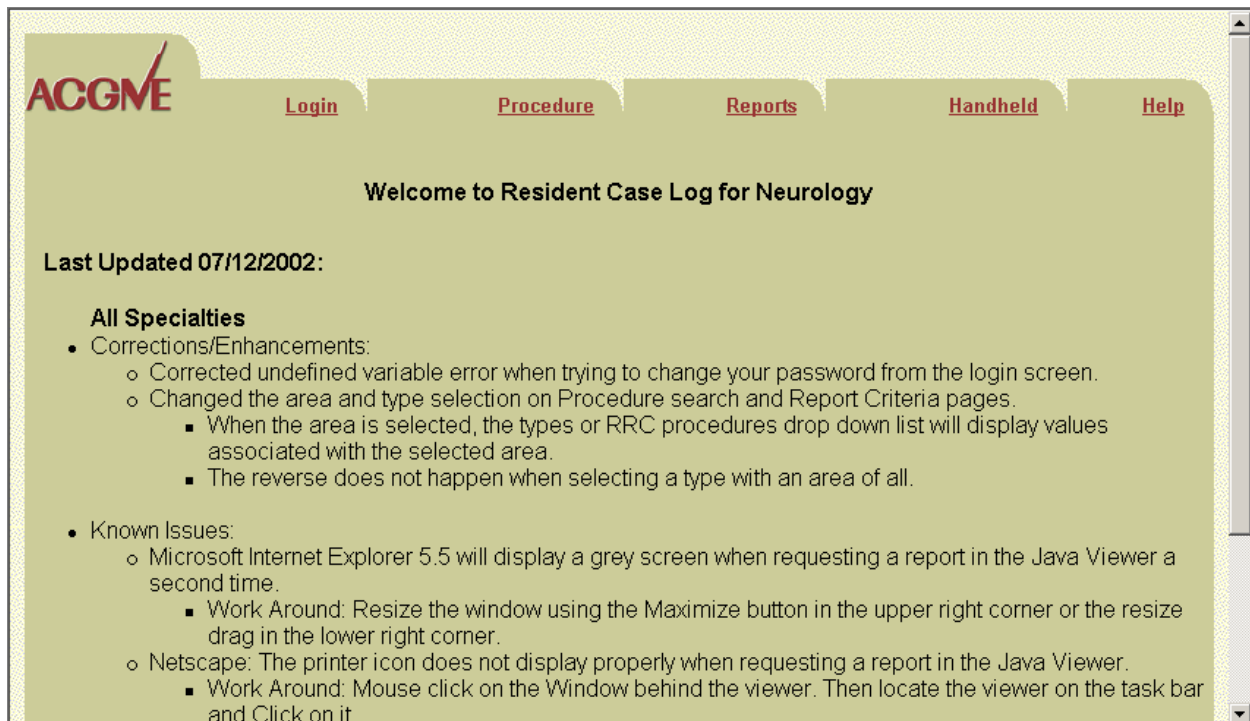 ACGME
Login Procedure Reports Handheld Help
Welcome to Resident Case Log for Neurology
Last Updated 07/12/2002:
All Specialties
Corrections/Enhancements:
Corrected undefined variable error when trying to change your password from the login screen.
Changed the area and type selection on Procedure search and Report Criteria pages.
When the area is selected, the types or RRC procedures drop down list will display values
associated with the selected area.
The reverse does not happen when selecting a type with an area of all.
Known Issues:
Microsoft Internet Explorer 5.5 will display a grey screen when requesting a report in the Java Viewer a
second time.
Work Around: Resize the window using the Maximize button in the upper right corner or the resize
drag in the lower right corner.
Netscape: The printer icon does not display properly when requesting a report in the Java Viewer.
Work Around: Mouse click on the Window behind the viewer. Then locate the viewer on the task bar
and Click on it